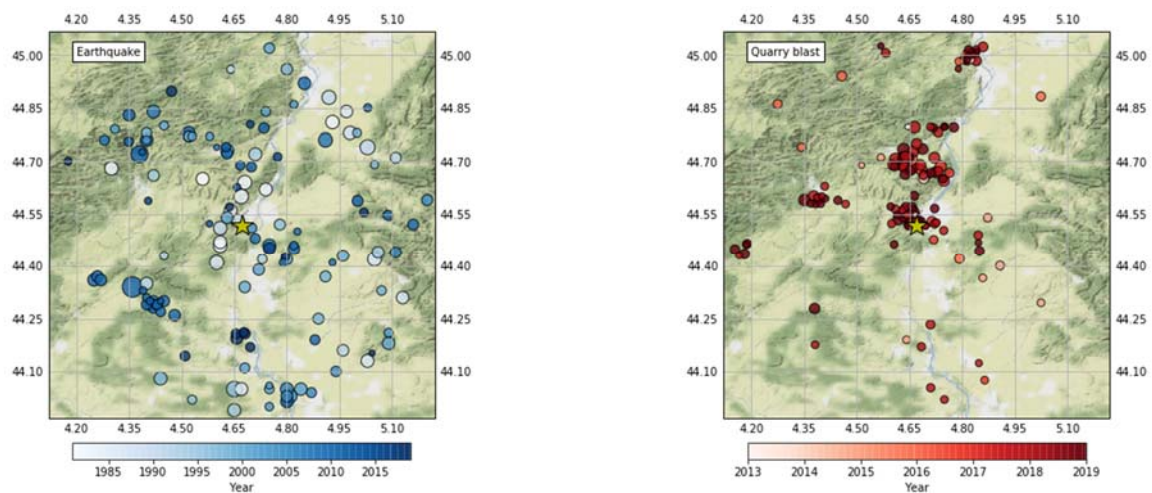 4.20 4.35 4.50 4.65 4.80 4.95 5.10
4.20 4.35 4.50 4.65 4.80 4.95 5.10
Earthquake
Quarry blast
45.00 45.00 45.00 45.00
44.85 44.85 44.85 44.85
44.70 44.70 44.70 44.70
44.55 44.55 44.55 44.55
44.40 44.40 44.40 44.40
44.25 44.25 44.25 44.25
44.10 44.10 44.10 44.10
4.20 4.35 4.50 4.65 4.80 4.95 5.10
4.20 4.35 4.50 4.65 4.80 4.95 5.10
1985 1990 1995 2000 2005 2010 2015
2013 2014 2015 2016 2017 2018 2019
Year
Year